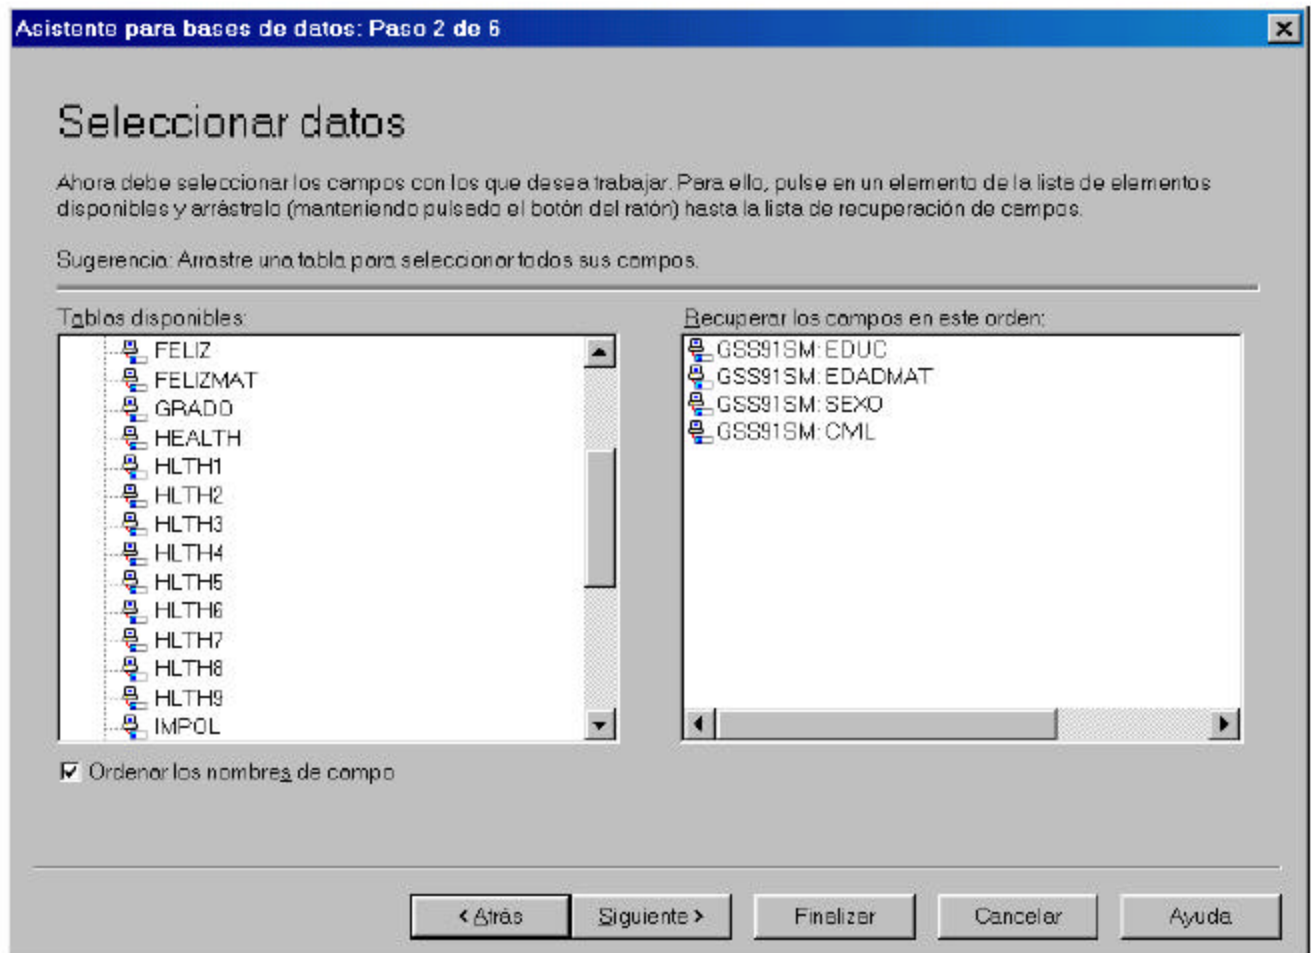 Asistente para bases de datos: Paso 2 de 6
Seleccionar datos
Ahora debe seleccionar los campos con los que desea trabajar. Para ello, pulse en un elemento de la lista de elementos
disponibles y arrástrelo (manteniendo pulsado el botón del ratón) hasta la lista de recuperación de campos.
Sugerencia: Arrastre una tabla para seleccionar todos sus campos.
Tablas disponibles:
FELIZ
FELIZMAT
GRADO
HEALTH
HLTH1
HLTH2
HLTH3
HLTH4
HLTH5
HLTH6
HLTH7
HLTH8
HLTH9
IMPOL
Recuperar los campos en este orden:
GSS91SM: EDUC
GSS91SM: EDADMAT
GSS91SM: SEXO
GSS91SM: CIVIL
Ordenar los nombres de campo
< Atrás
Siguiente >
Finalizar
Cancelar
Ayuda